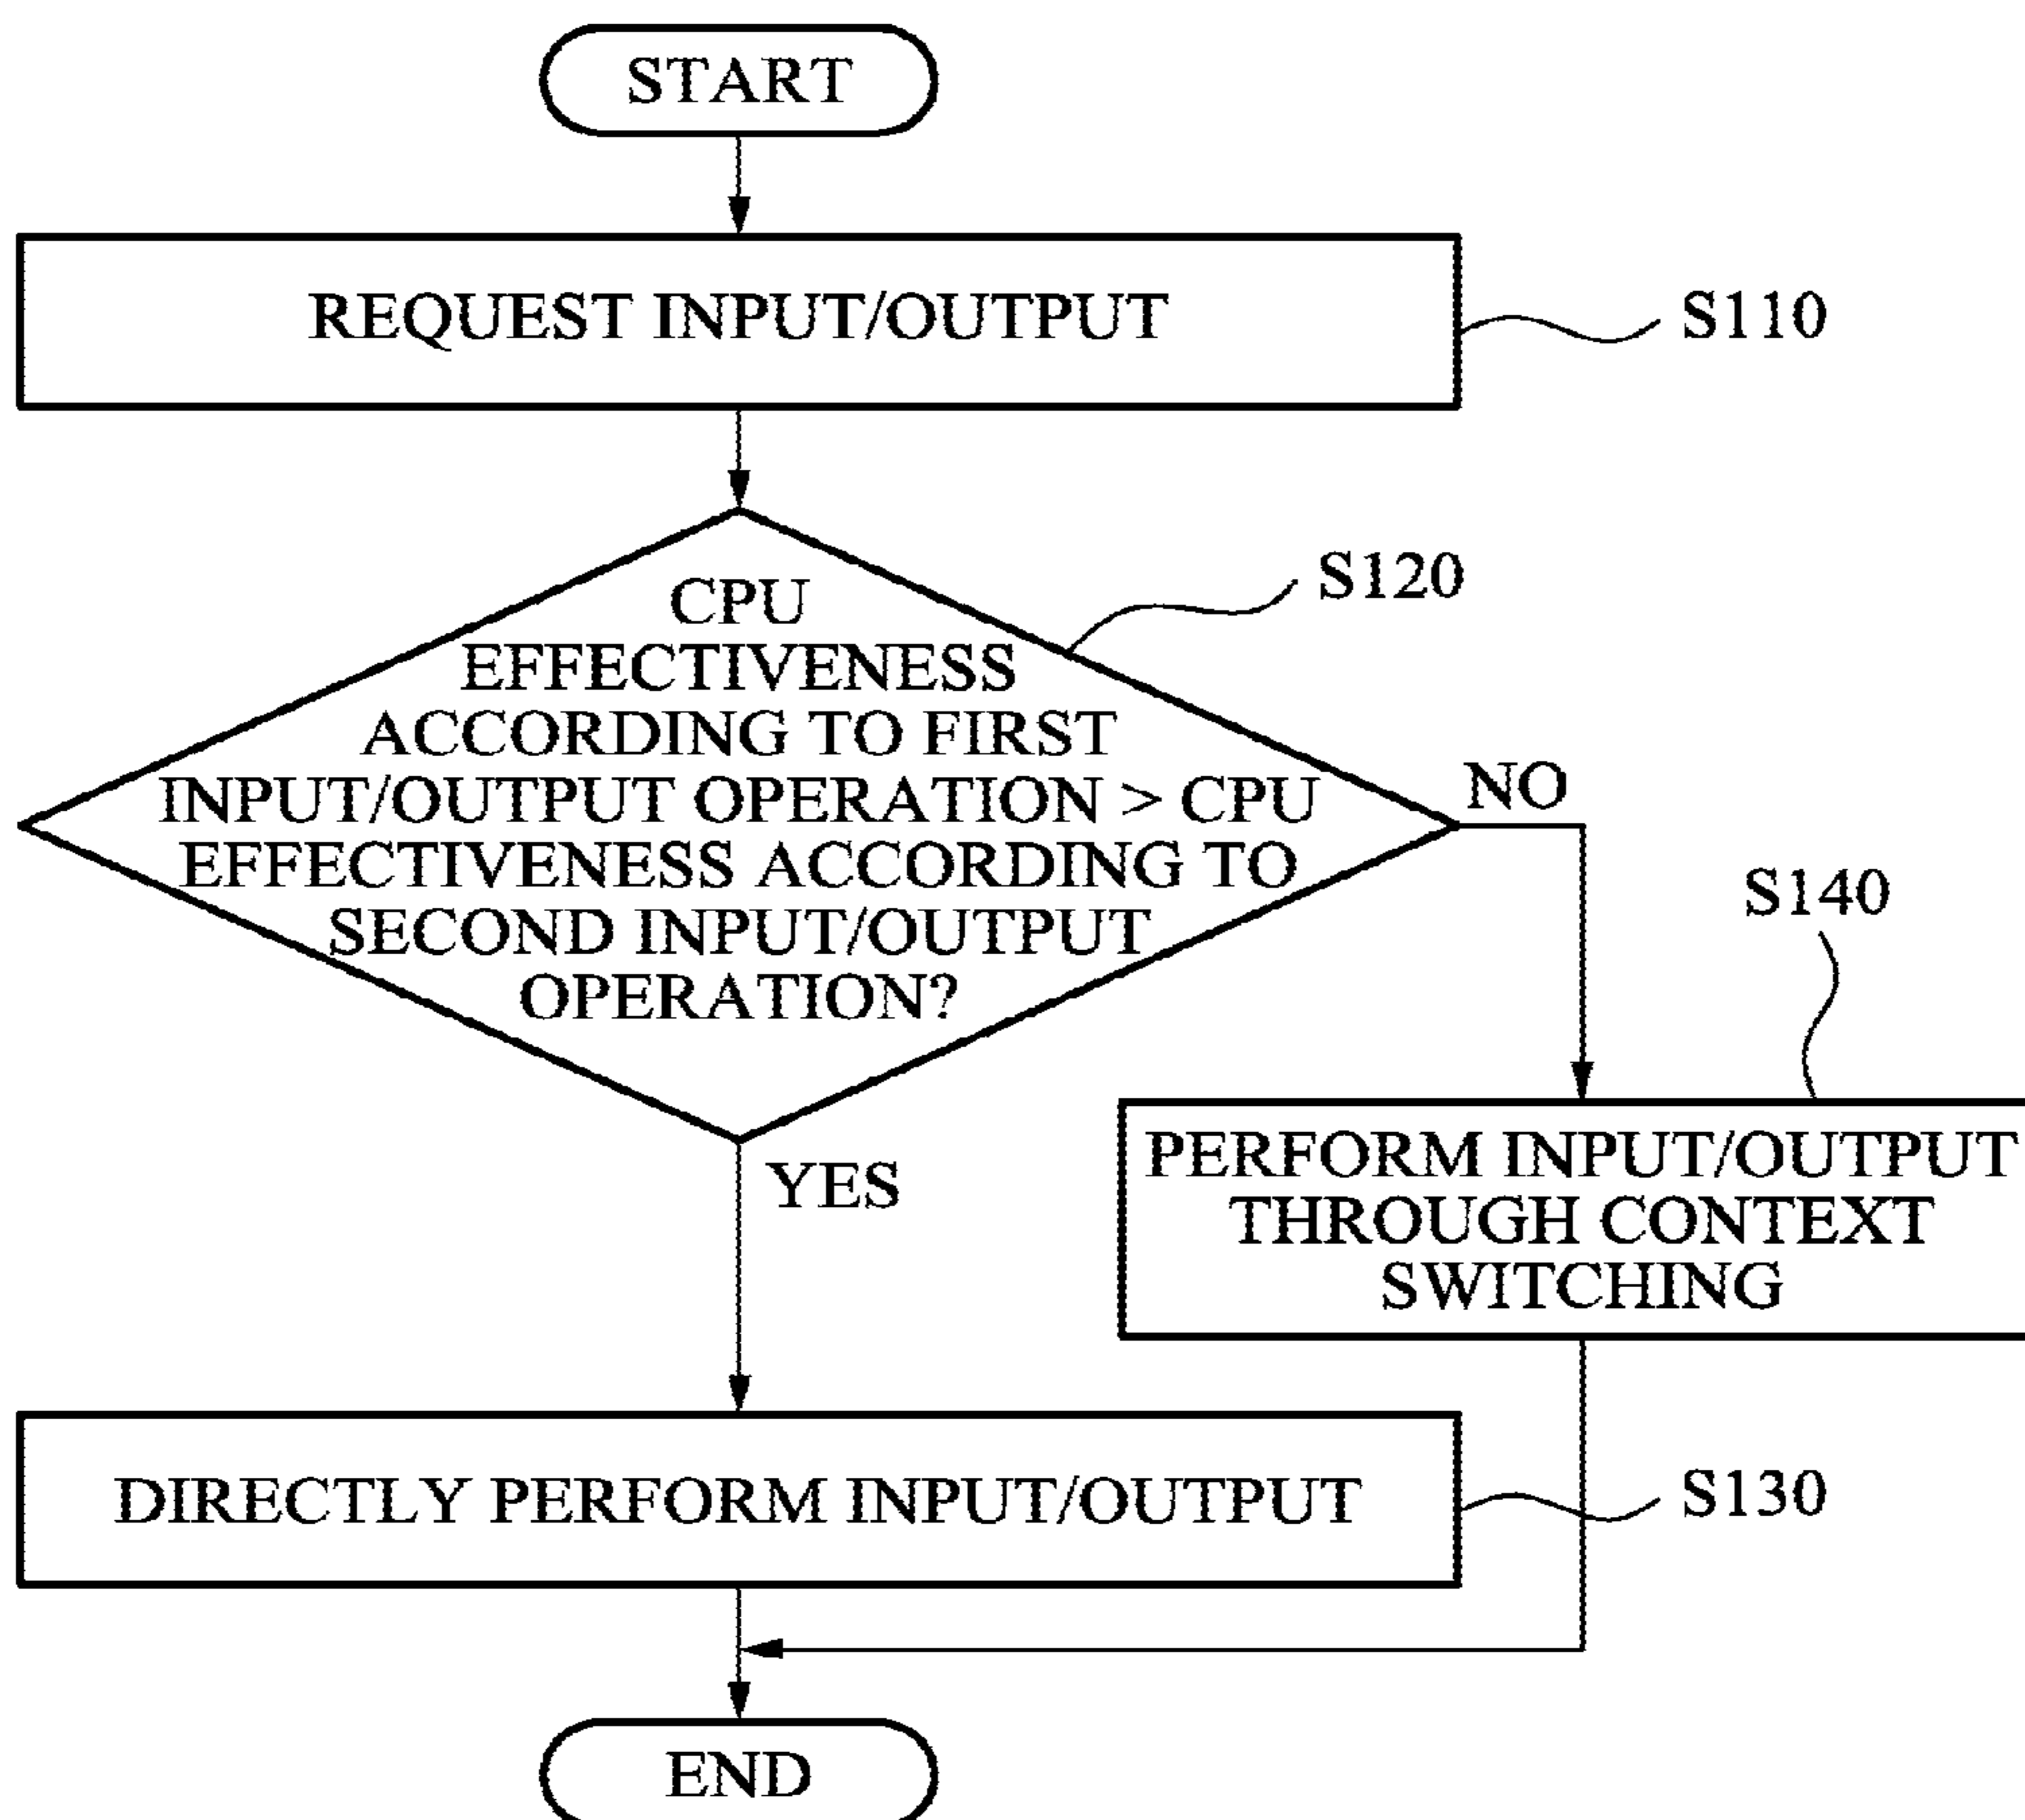 START
REQUEST INPUT/OUTPUT
S110
S120
CPU
EFFECTIVENESS
ACCORDING TO FIRST
INPUT/OUTPUT OPERATION > CPU
EFFECTIVENESS ACCORDING TO
SECOND INPUT/OUTPUT
OPERATION?
NO
S140
PERFORM INPUT/OUTPUT
THROUGH CONTEXT
SWITCHING
YES
DIRECTLY PERFORM INPUT/OUTPUT
S130
END